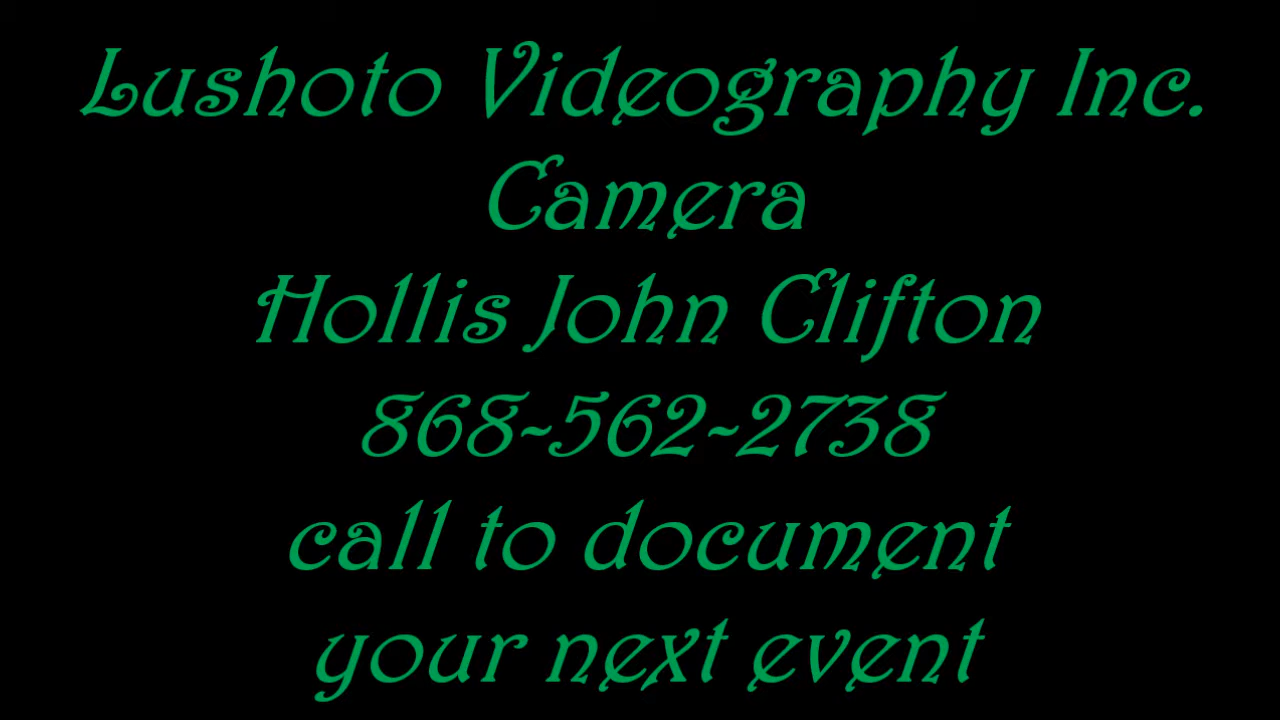 Lushoto Videography Inc.
Camera
Hollis John Clifton
868-562-2738
call to document
your next event